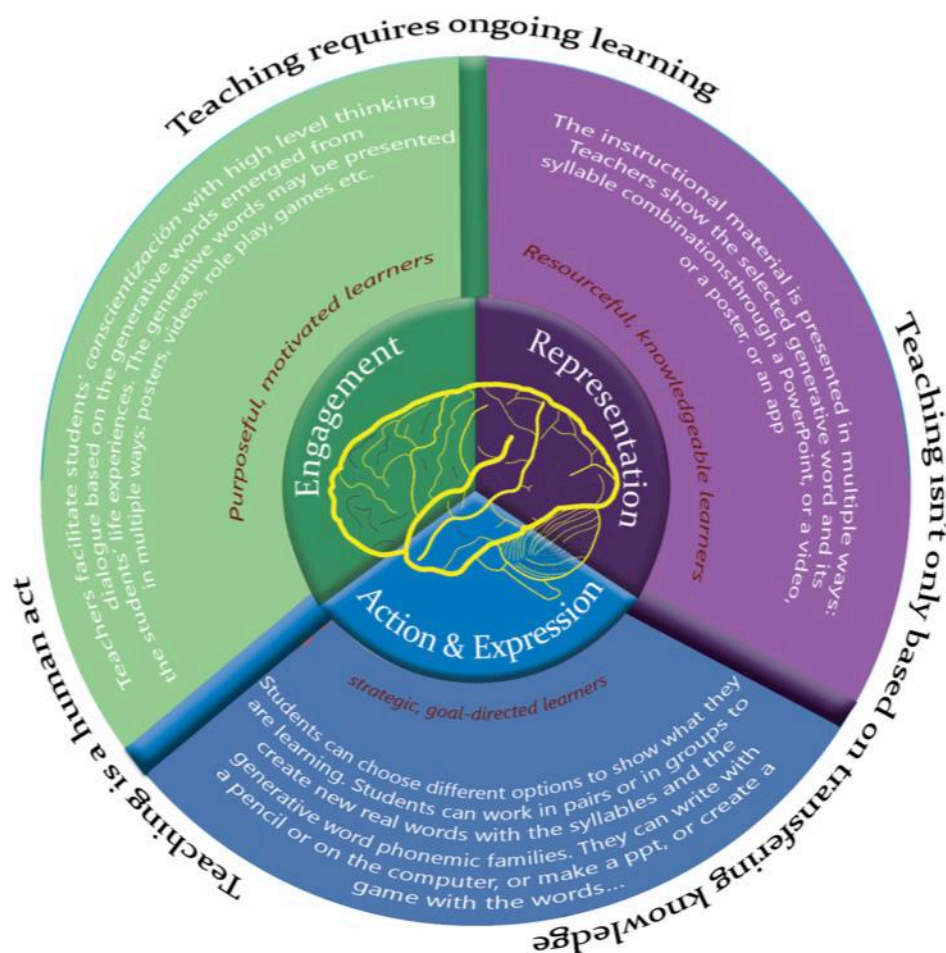 Teaching requires ongoing learning
Teaching isn't only based on transfering knowledge
Teaching is a human act
Teachers facilitate students' conscientización with high level thinking
dialogue based on the generative words emerged from
the students' life experiences. The generative words may be presented
in multiple ways: posters, videos, role play, games etc.
Purposeful, motivated learners
Engagement
The instructional material is presented in multiple ways:
Teachers show the selected generative word and its
syllable combinationsthrough a PowerPoint, or a video,
or a poster, or an app
Resourceful, knowledgeable learners
Representation
Action & Expression
strategic, goal-directed learners
Students can choose different options to show what they
are learning. Students can work in pairs or in groups to
create new real words with the syllables and the
generative word phonemic families. They can write with
a pencil or on the computer, or make a ppt, or create a
game with the words...